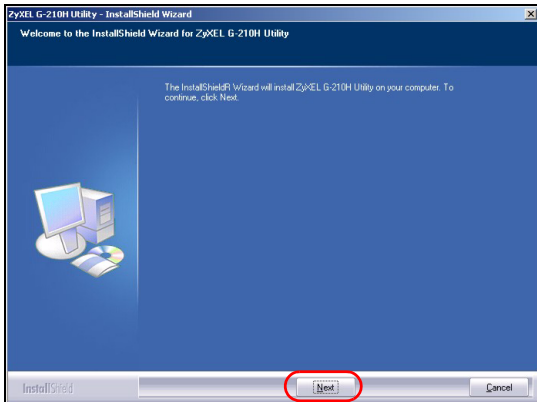 ZyXEL G-210H Utility - InstallShield Wizard
Welcome to the InstallShield Wizard for ZyXEL G-210H Utility
The InstallShieldR Wizard will install ZyXEL G-210H Utility on your computer. To
continue, click Next.
InstallShield
Next
Cancel